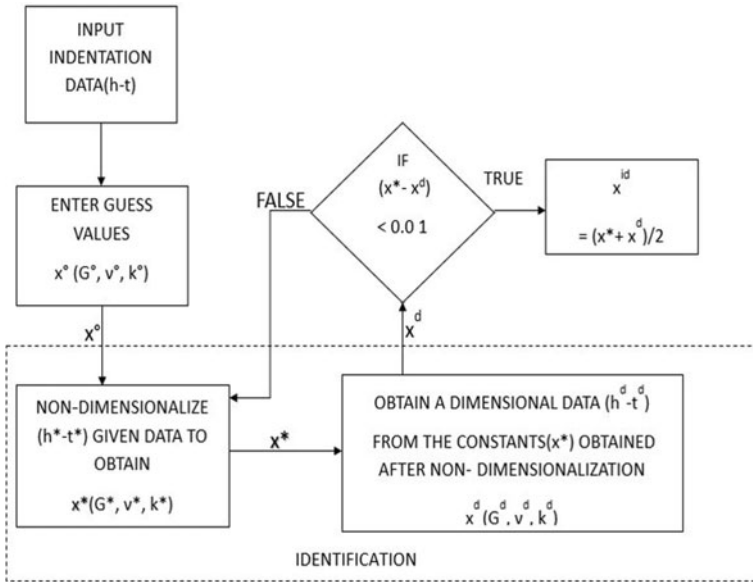 INPUT
INDENTATION
DATA(h-t)
ENTER GUESS
VALUES
x° (G°, ν°, k°)
x°
NON-DIMENSIONALIZE
(h*-t*) GIVEN DATA TO
OBTAIN
x*(G*, ν*, k*)
x*
OBTAIN A DIMENSIONAL DATA (h^d-t^d)
FROM THE CONSTANTS(x*) OBTAINED
AFTER NON- DIMENSIONALIZATION
x^d(G^d, ν^d, k^d)
x^d
IF
(x*- x^d)
< 0.0 1
FALSE
TRUE
x^id
= (x*+ x^d)/2
IDENTIFICATION